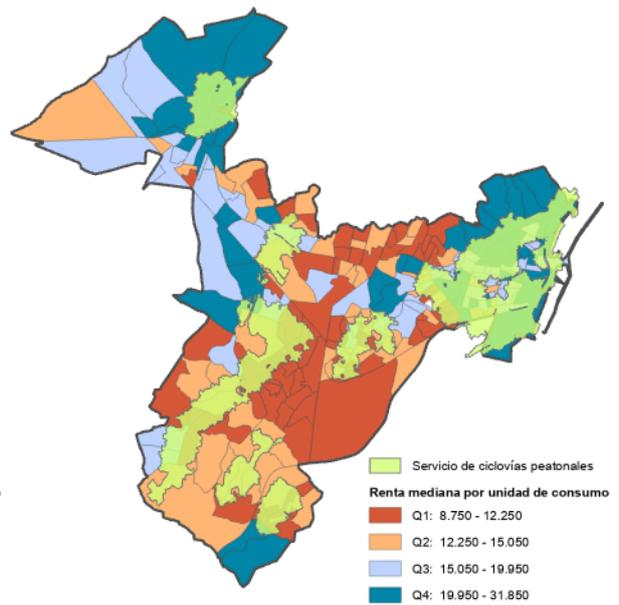 Servicio de ciclovías peatonales
Renta mediana por unidad de consumo
Q1: 8.750 - 12.250
Q2: 12.250 - 15.050
Q3: 15.050 - 19.950
Q4: 19.950 - 31.850